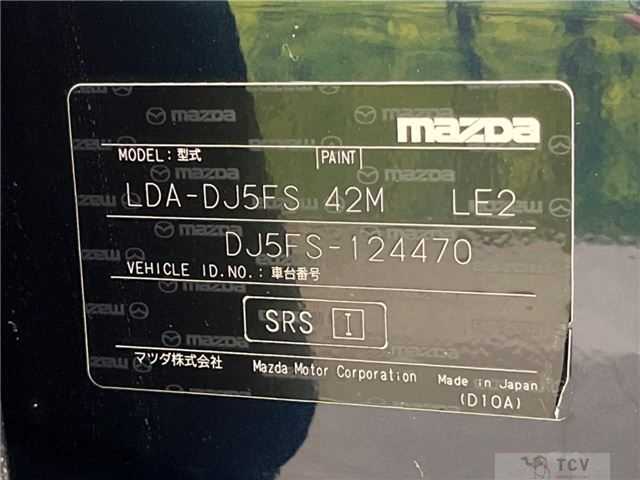 mazda
MODEL: 型式 PAINT
LDA-DJ5FS 42M LE2
DJ5FS-124470
VEHICLE ID.NO.: 車台番号
SRS I
マツダ株式会社 Mazda Motor Corporation Made in Japan
(D10A)
TCV